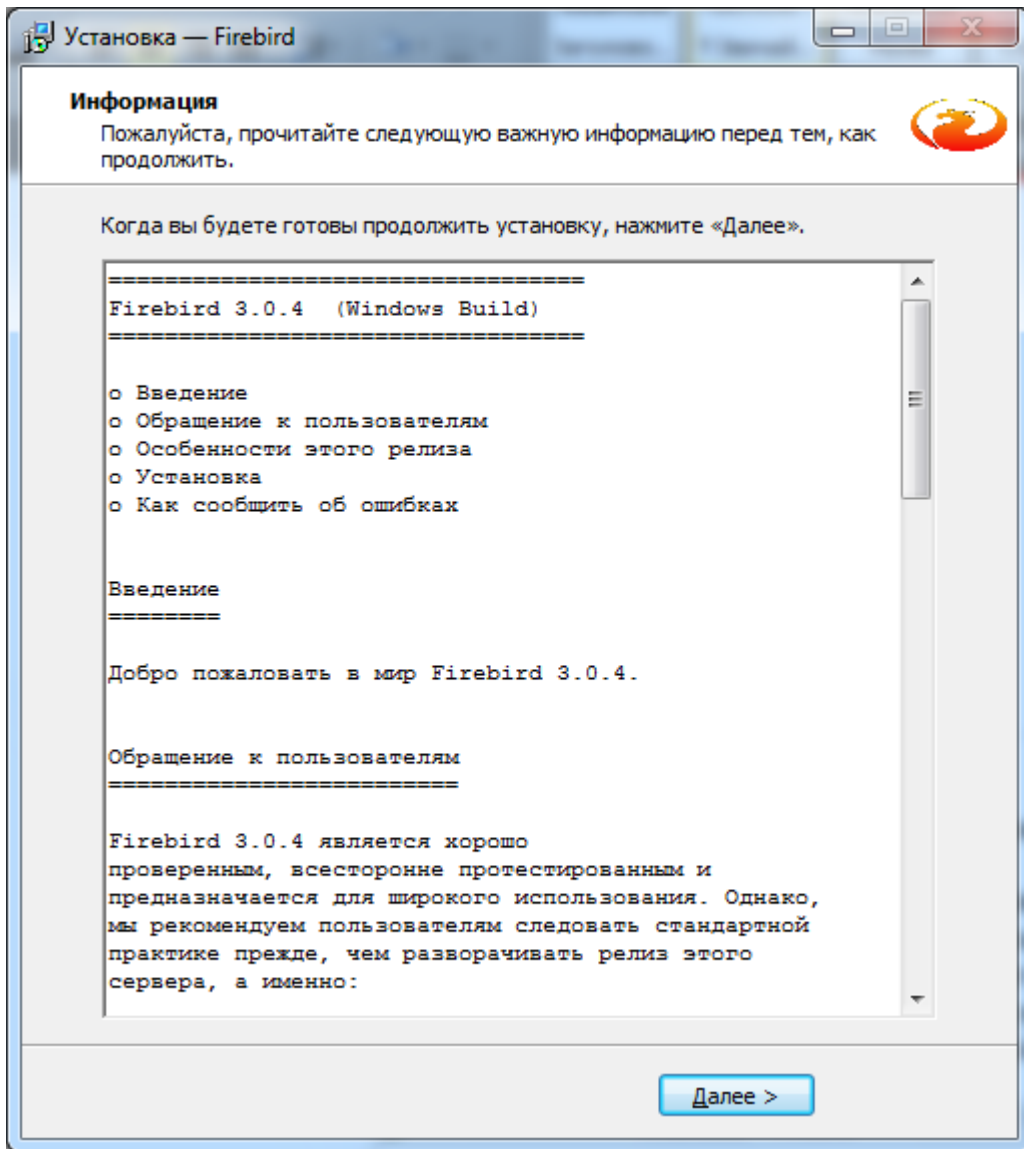 Установка — Firebird
Информация
Пожалуйста, прочитайте следующую важную информацию перед тем, как
продолжить.
Когда вы будете готовы продолжить установку, нажмите «Далее».
==================================
Firebird 3.0.4  (Windows Build)
==================================
o Введение
o Обращение к пользователям
o Особенности этого релиза
o Установка
o Как сообщить об ошибках
Введение
========
Добро пожаловать в мир Firebird 3.0.4.
Обращение к пользователям
=========================
Firebird 3.0.4 является хорошо
проверенным, всесторонне протестированным и
предназначается для широкого использования. Однако,
мы рекомендуем пользователям следовать стандартной
практике прежде, чем разворачивать релиз этого
сервера, а именно:
Далее >